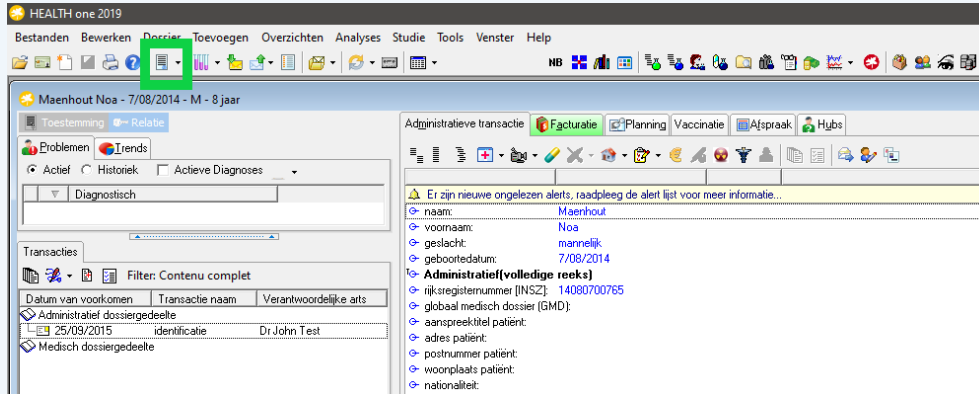 HEALTH one 2019
Bestanden Bewerken Dossier Toevoegen Overzichten Analyses Studie Tools Venster Help
NB
Maenhout Noa - 7/08/2014 - M - 8 jaar
Toestemming Relatie
Problemen Trends
Actief Historiek Actieve Diagnoses
Diagnostisch
Transacties
Filter: Contenu complet
Datum van voorkomen Transactie naam Verantwoordelijke arts
Administratief dossiergedeelte
25/09/2015 identificatie Dr John Test
Medisch dossiergedeelte
Administratieve transactie Facturatie Planning Vaccinatie Afspraak Hubs
Er zijn nieuwe ongelezen alerts, raadpleeg de alert lijst voor meer informatie...
naam: Maenhout
voornaam: Noa
geslacht: mannelijk
geboortedatum: 7/08/2014
Administratief(volledige reeks)
rijksregisternummer [INSZ]: 14080700765
globaal medisch dossier (GMD):
aanspreektitel patiënt:
adres patiënt:
postnummer patiënt:
woonplaats patiënt:
nationaliteit: